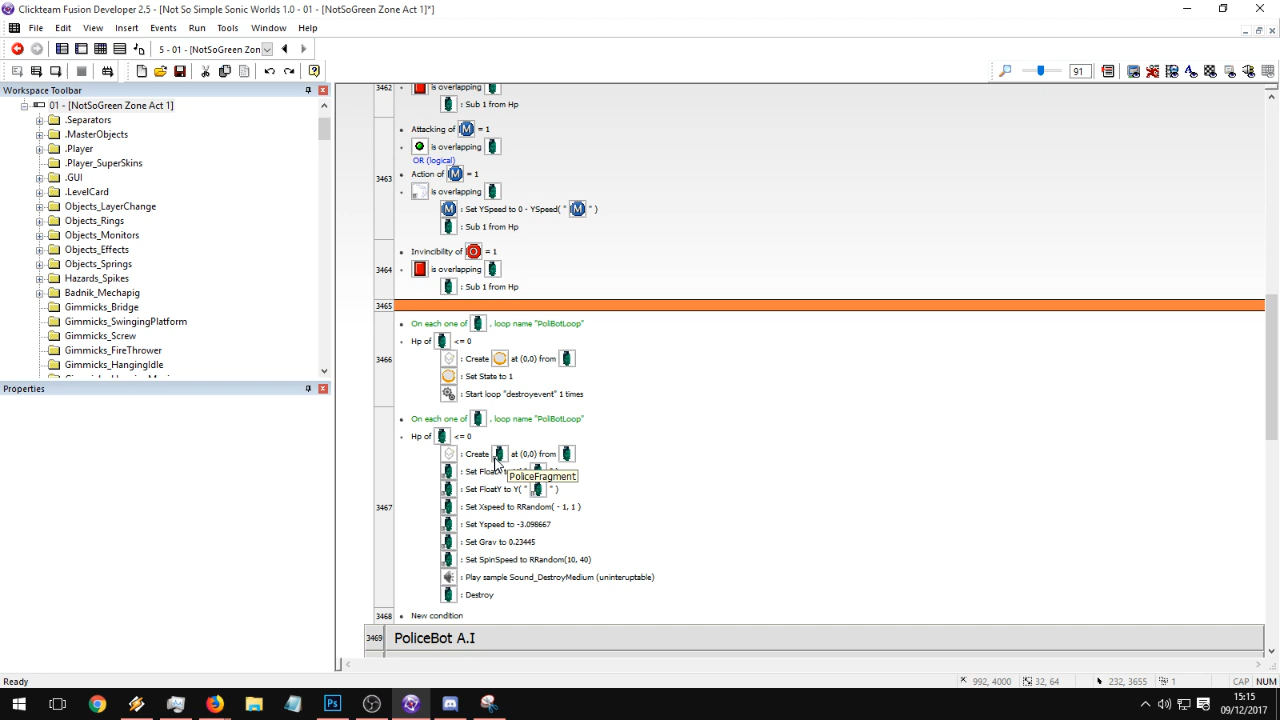 Clickteam Fusion Developer 2.5 - [Not So Simple Sonic Worlds 1.0 - 01 - [NotSoGreen Zone Act 1]*]
File Edit View Insert Events Run Tools Window Help
5 - 01 - [NotSoGreen Zon
91
Workspace Toolbar
01 - [NotSoGreen Zone Act 1]
.Separators
.MasterObjects
.Player
.Player_SuperSkins
.GUI
.LevelCard
Objects_LayerChange
Objects_Rings
Objects_Monitors
Objects_Effects
Objects_Springs
Hazards_Spikes
Badnik_Mechapig
Gimmicks_Bridge
Gimmicks_SwingingPlatform
Gimmicks_Screw
Gimmicks_FireThrower
Gimmicks_HangingIdle
Properties
3462
is overlapping
: Sub 1 from Hp
3463
Attacking of = 1
is overlapping
OR (logical)
Action of = 1
is overlapping
: Set YSpeed to 0 - YSpeed( " " )
: Sub 1 from Hp
3464
Invincibility of = 1
is overlapping
: Sub 1 from Hp
3465
3466
On each one of , loop name "PoliBotLoop"
Hp of <= 0
: Create at (0,0) from
: Set State to 1
: Start loop "destroyevent" 1 times
3467
On each one of , loop name "PoliBotLoop"
Hp of <= 0
: Create at (0,0) from
PoliceFragment
: Set FloatY to Y( " " )
: Set Xspeed to RRandom( - 1, 1 )
: Set Yspeed to -3.098667
: Set Grav to 0.23445
: Set SpinSpeed to RRandom(10, 40)
: Play sample Sound_DestroyMedium (uninteruptable)
: Destroy
3468 New condition
3469 PoliceBot A.I
Ready
992, 4000 32, 64 232, 3655 1 CAP NUM
15:15
09/12/2017